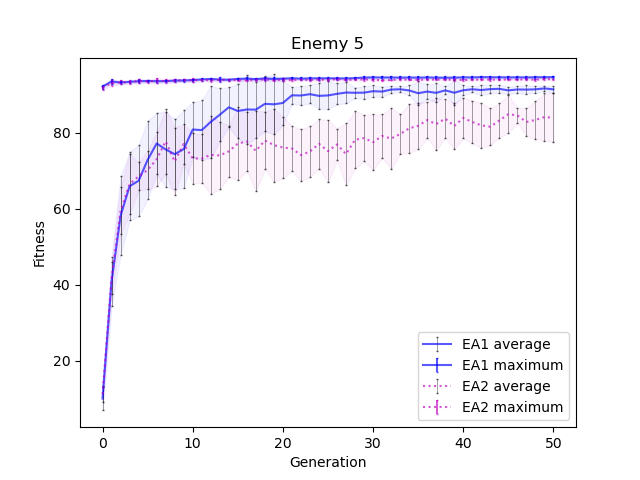 Enemy 5
Fitness
80
60
40
20
0
10
20
30
40
50
Generation
EA1 average
EA1 maximum
EA2 average
EA2 maximum